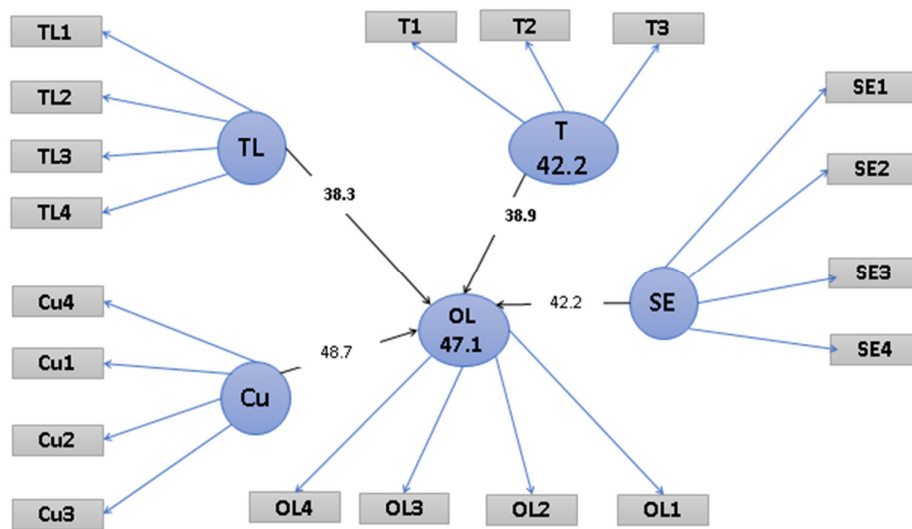 TL1
TL2
TL3
TL4
TL
T1
T2
T3
T
42.2
SE1
SE2
SE3
SE4
SE
38.3
38.9
42.2
48.7
OL
47.1
Cu4
Cu1
Cu2
Cu3
Cu
OL4
OL3
OL2
OL1